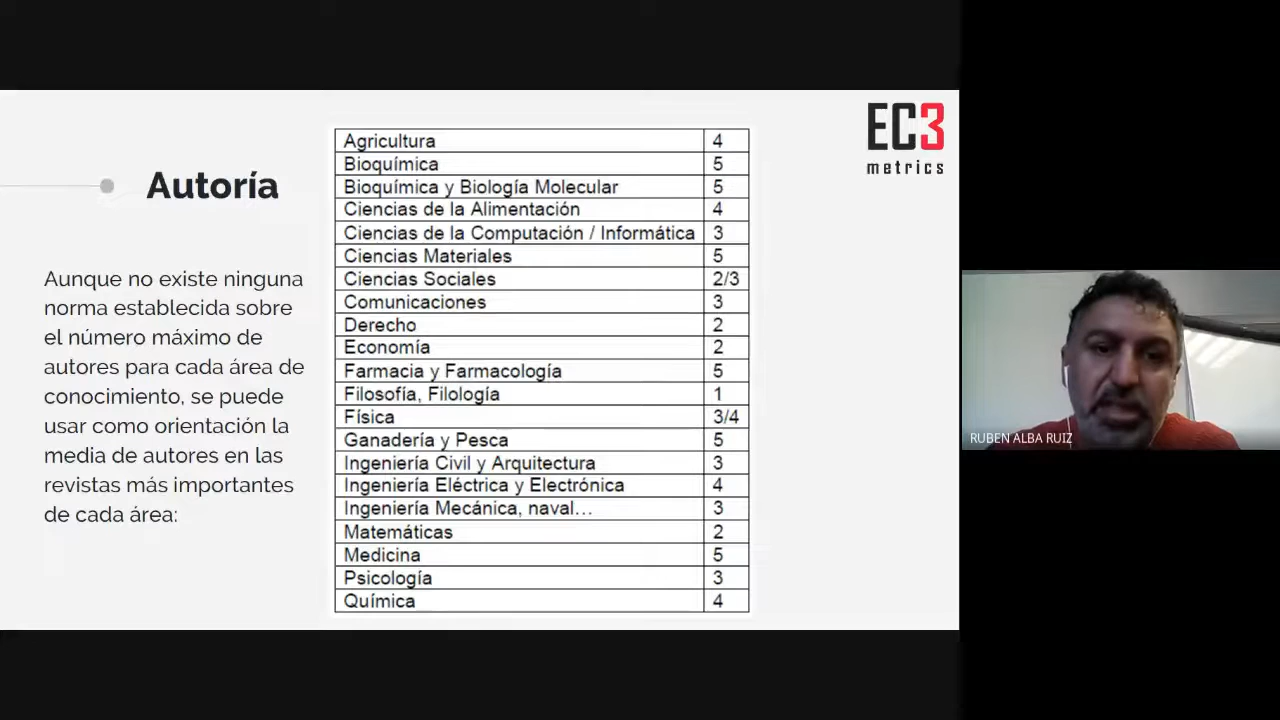 Autoría
Aunque no existe ninguna
norma establecida sobre
el número máximo de
autores para cada área de
conocimiento, se puede
usar como orientación la
media de autores en las
revistas más importantes
de cada área:
Agricultura 4
Bioquímica 5
Bioquímica y Biología Molecular 5
Ciencias de la Alimentación 4
Ciencias de la Computación / Informática 3
Ciencias Materiales 5
Ciencias Sociales 2/3
Comunicaciones 3
Derecho 2
Economía 2
Farmacia y Farmacología 5
Filosofía, Filología 1
Física 3/4
Ganadería y Pesca 5
Ingeniería Civil y Arquitectura 3
Ingeniería Eléctrica y Electrónica 4
Ingeniería Mecánica, naval... 3
Matemáticas 2
Medicina 5
Psicología 3
Química 4
EC3
metrics
RUBEN ALBA RUIZ